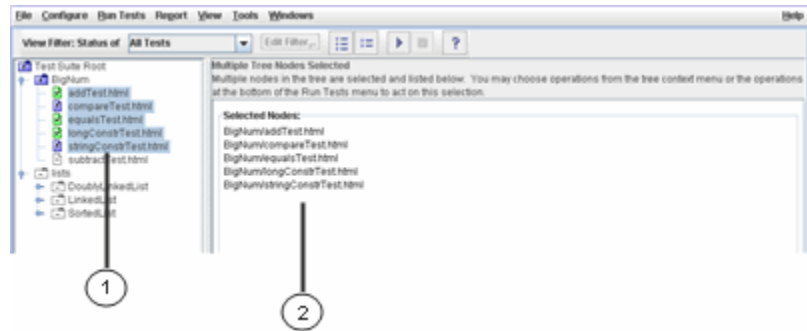 File Configure Run Tests Report View Tools Windows Help
View Filter: Status of All Tests Edit Filter... ?
Test Suite Root
BigNum
addTest.html
compareTest.html
equalsTest.html
longConstrTest.html
stringConstrTest.html
subtractTest.html
lists
DoublyLinkedList
LinkedList
SortedList
Multiple Tree Nodes Selected
Multiple nodes in the tree are selected and listed below. You may choose operations from the tree context menu or the operations
at the bottom of the Run Tests menu to act on this selection.
Selected Nodes:
BigNum/addTest.html
BigNum/compareTest.html
BigNum/equalsTest.html
BigNum/longConstrTest.html
BigNum/stringConstrTest.html
1
2